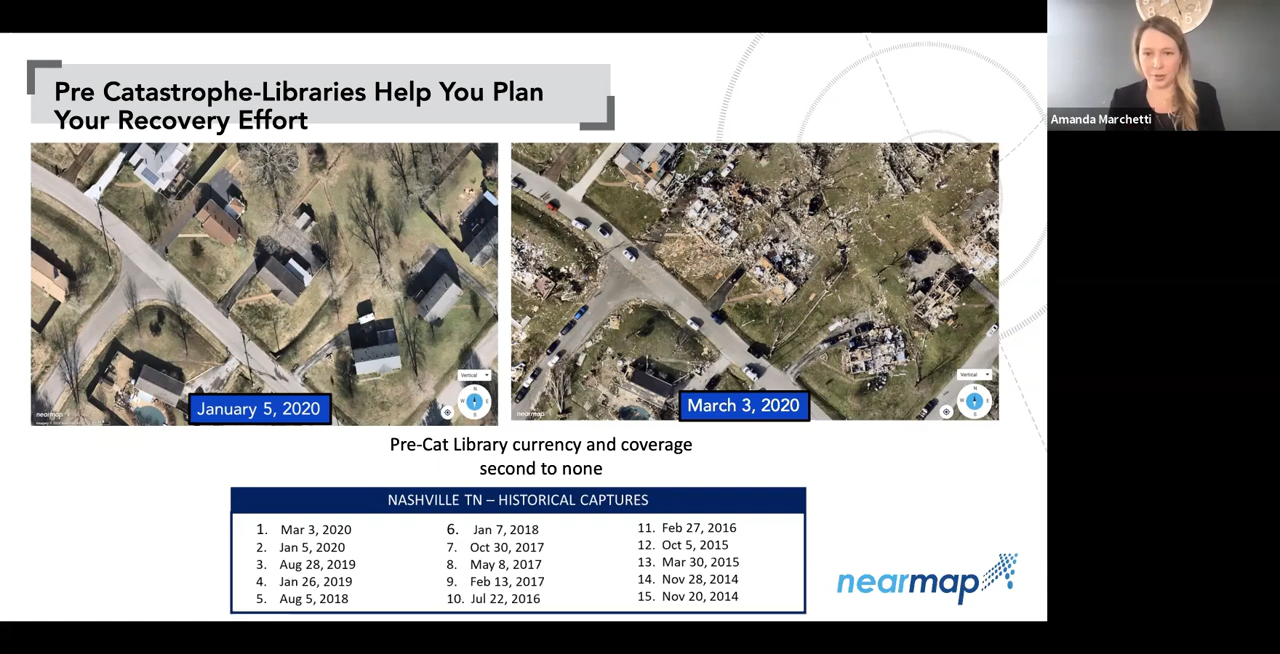 Pre Catastrophe-Libraries Help You Plan
Your Recovery Effort
Amanda Marchetti
Vertical
N
W
E
S
nearmap
January 5, 2020
Vertical
N
W
E
S
nearmap
March 3, 2020
Pre-Cat Library currency and coverage
second to none
NASHVILLE TN – HISTORICAL CAPTURES
1. Mar 3, 2020
2. Jan 5, 2020
3. Aug 28, 2019
4. Jan 26, 2019
5. Aug 5, 2018
6. Jan 7, 2018
7. Oct 30, 2017
8. May 8, 2017
9. Feb 13, 2017
10. Jul 22, 2016
11. Feb 27, 2016
12. Oct 5, 2015
13. Mar 30, 2015
14. Nov 28, 2014
15. Nov 20, 2014
nearmap